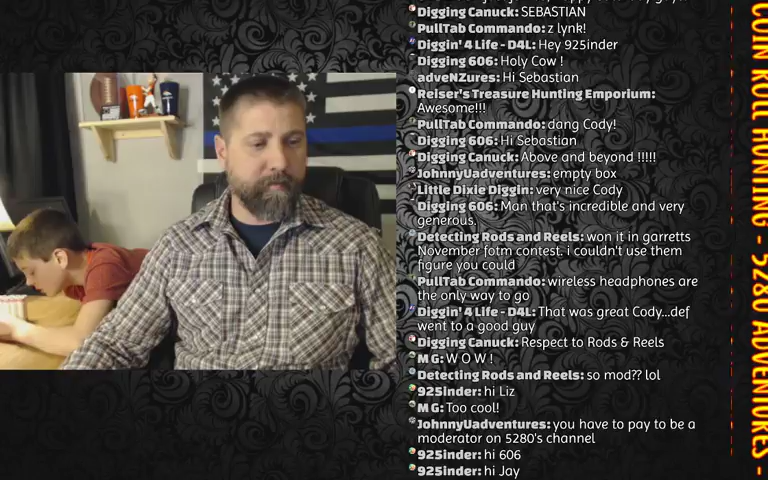 Digging Canuck: SEBASTIAN
PullTab Commando: z lynk!
Diggin' 4 Life - D4L: Hey 925inder
Digging 606: Holy Cow !
adveNZures: Hi Sebastian
Reiser's Treasure Hunting Emporium:
Awesome!!!
PullTab Commando: dang Cody!
Digging 606: Hi Sebastian
Digging Canuck: Above and beyond !!!!!
JohnnyUadventures: empty box
Little Dixie Diggin: very nice Cody
Digging 606: Man that's incredible and very
generous.
Detecting Rods and Reels: won it in garretts
November fotm contest. i couldn't use them
figure you could
PullTab Commando: wireless headphones are
the only way to go
Diggin' 4 Life - D4L: That was great Cody...def
went to a good guy
Digging Canuck: Respect to Rods & Reels
M G: W O W !
Detecting Rods and Reels: so mod?? lol
925inder: hi Liz
M G: Too cool!
JohnnyUadventures: you have to pay to be a
moderator on 5280's channel
925inder: hi 606
925inder: hi Jay
COIN ROLL HUNTING - 5280 ADVENTURES -